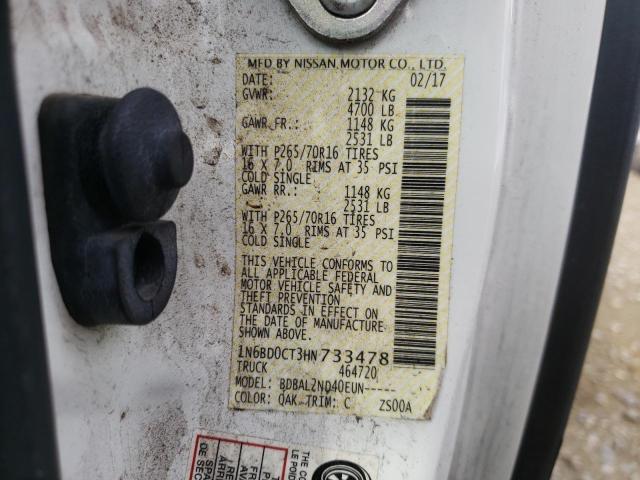 MFD BY NISSAN MOTOR CO., LTD.
DATE: 02/17
GVWR: 2132 KG
4700 LB
GAWR FR: 1148 KG
2531 LB
WITH P265/70R16 TIRES
16 X 7.0 RIMS AT 35 PSI
COLD SINGLE
GAWR RR: 1148 KG
2531 LB
WITH P265/70R16 TIRES
16 X 7.0 RIMS AT 35 PSI
COLD SINGLE
THIS VEHICLE CONFORMS TO
ALL APPLICABLE FEDERAL
MOTOR VEHICLE SAFETY AND
THEFT PREVENTION
STANDARDS IN EFFECT ON
THE DATE OF MANUFACTURE
SHOWN ABOVE.
1N6BD0CT3HN733478
TRUCK 464720
MODEL: BDBAL2ND40EUN-----
COLOR: QAK TRIM: C ZS00A
THE CO
LE POID